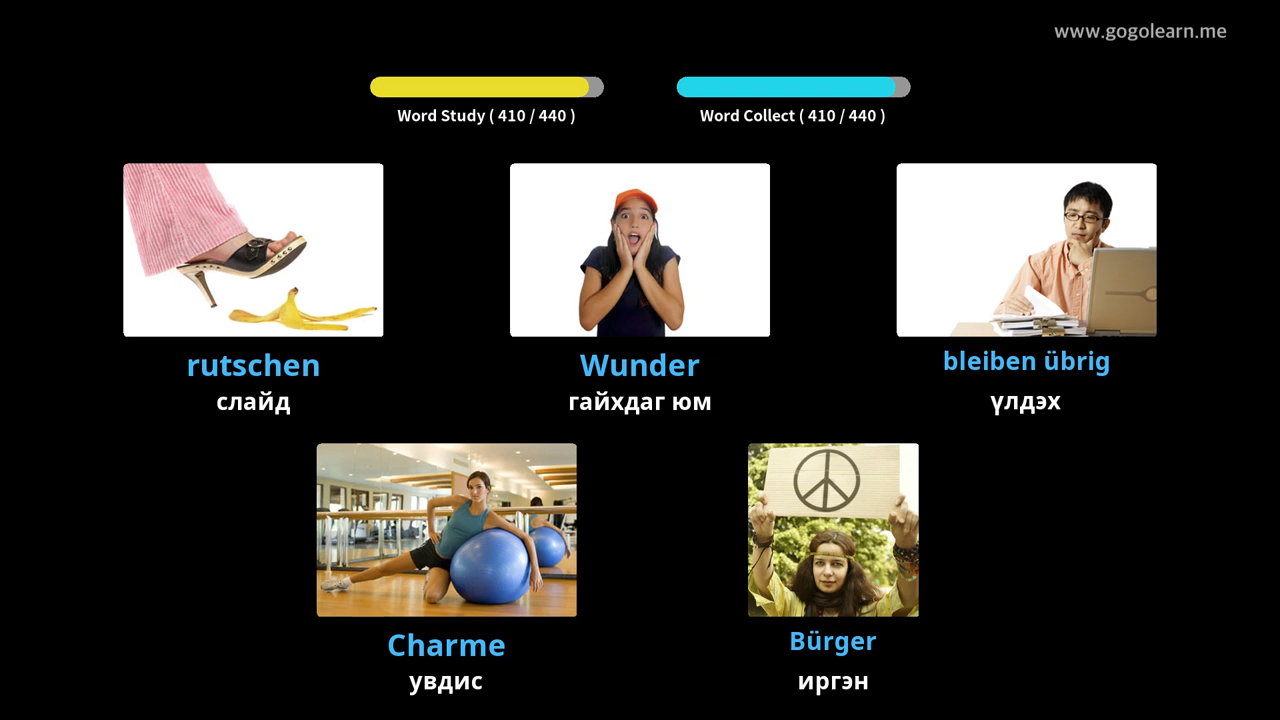 www.gogolearn.me
Word Study ( 410 / 440 )
Word Collect ( 410 / 440 )
rutschen
слайд
Wunder
гайхдаг юм
bleiben übrig
үлдэх
Charme
увдис
Bürger
иргэн